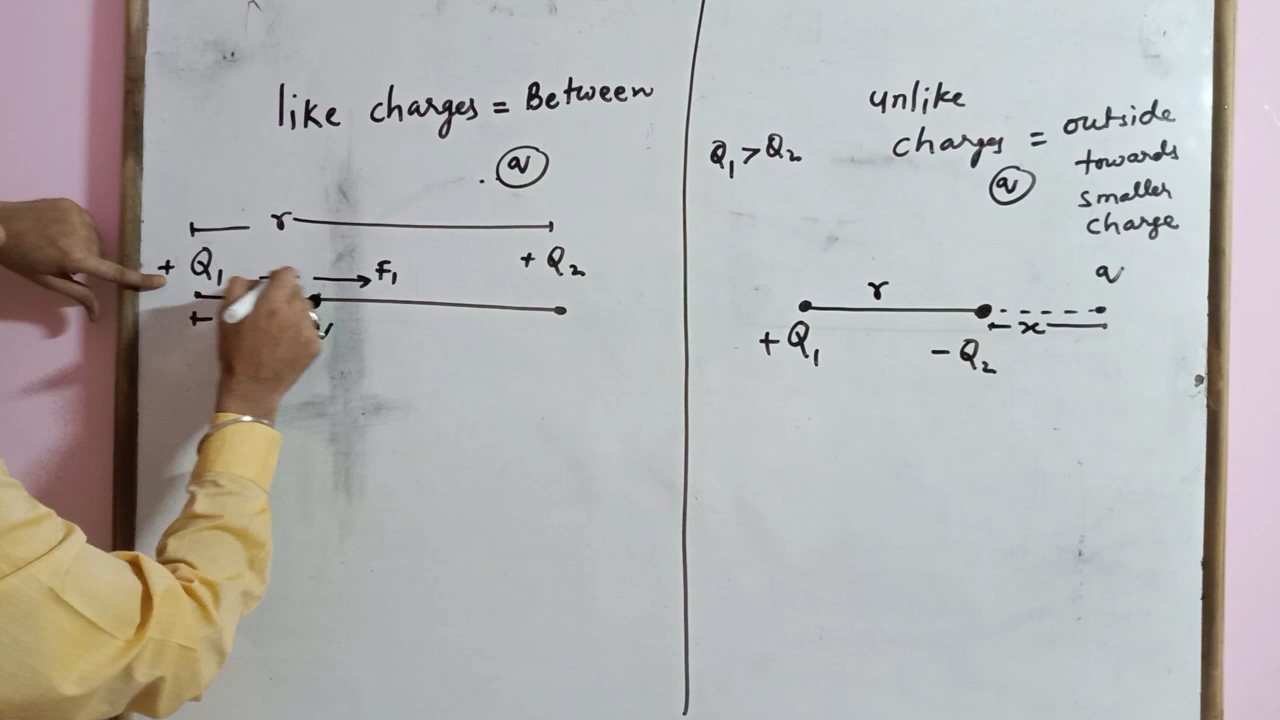 like charges = Between
q
r
+ Q₁
F₁
+ Q₂
unlike
Q₁ > Q₂
charges = outside
towards
q
smaller
charge
q
r
x
+ Q₁
- Q₂